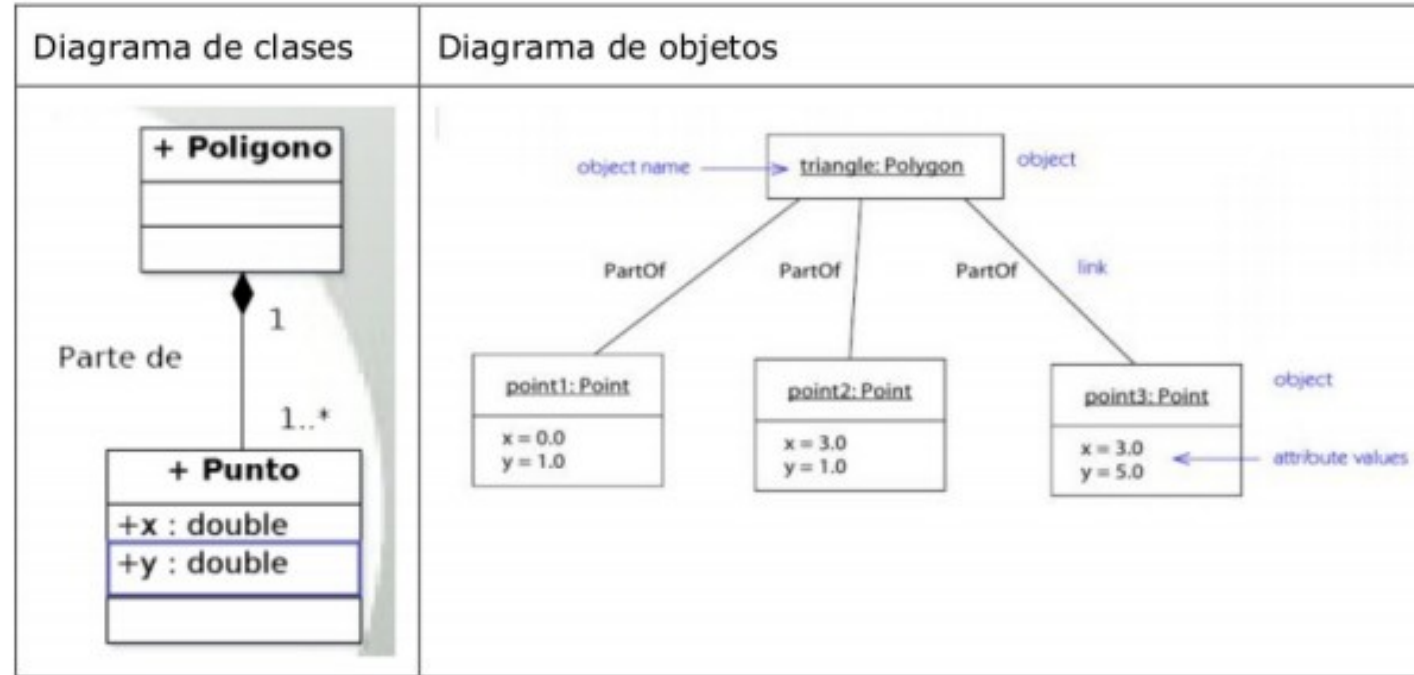 Diagrama de clases
Diagrama de objetos
+ Poligono
1
Parte de
1..*
+ Punto
+x : double
+y : double
object name
triangle: Polygon
object
PartOf
PartOf
PartOf
link
point1: Point
x = 0.0
y = 1.0
point2: Point
x = 3.0
y = 1.0
point3: Point
x = 3.0
y = 5.0
object
attribute values